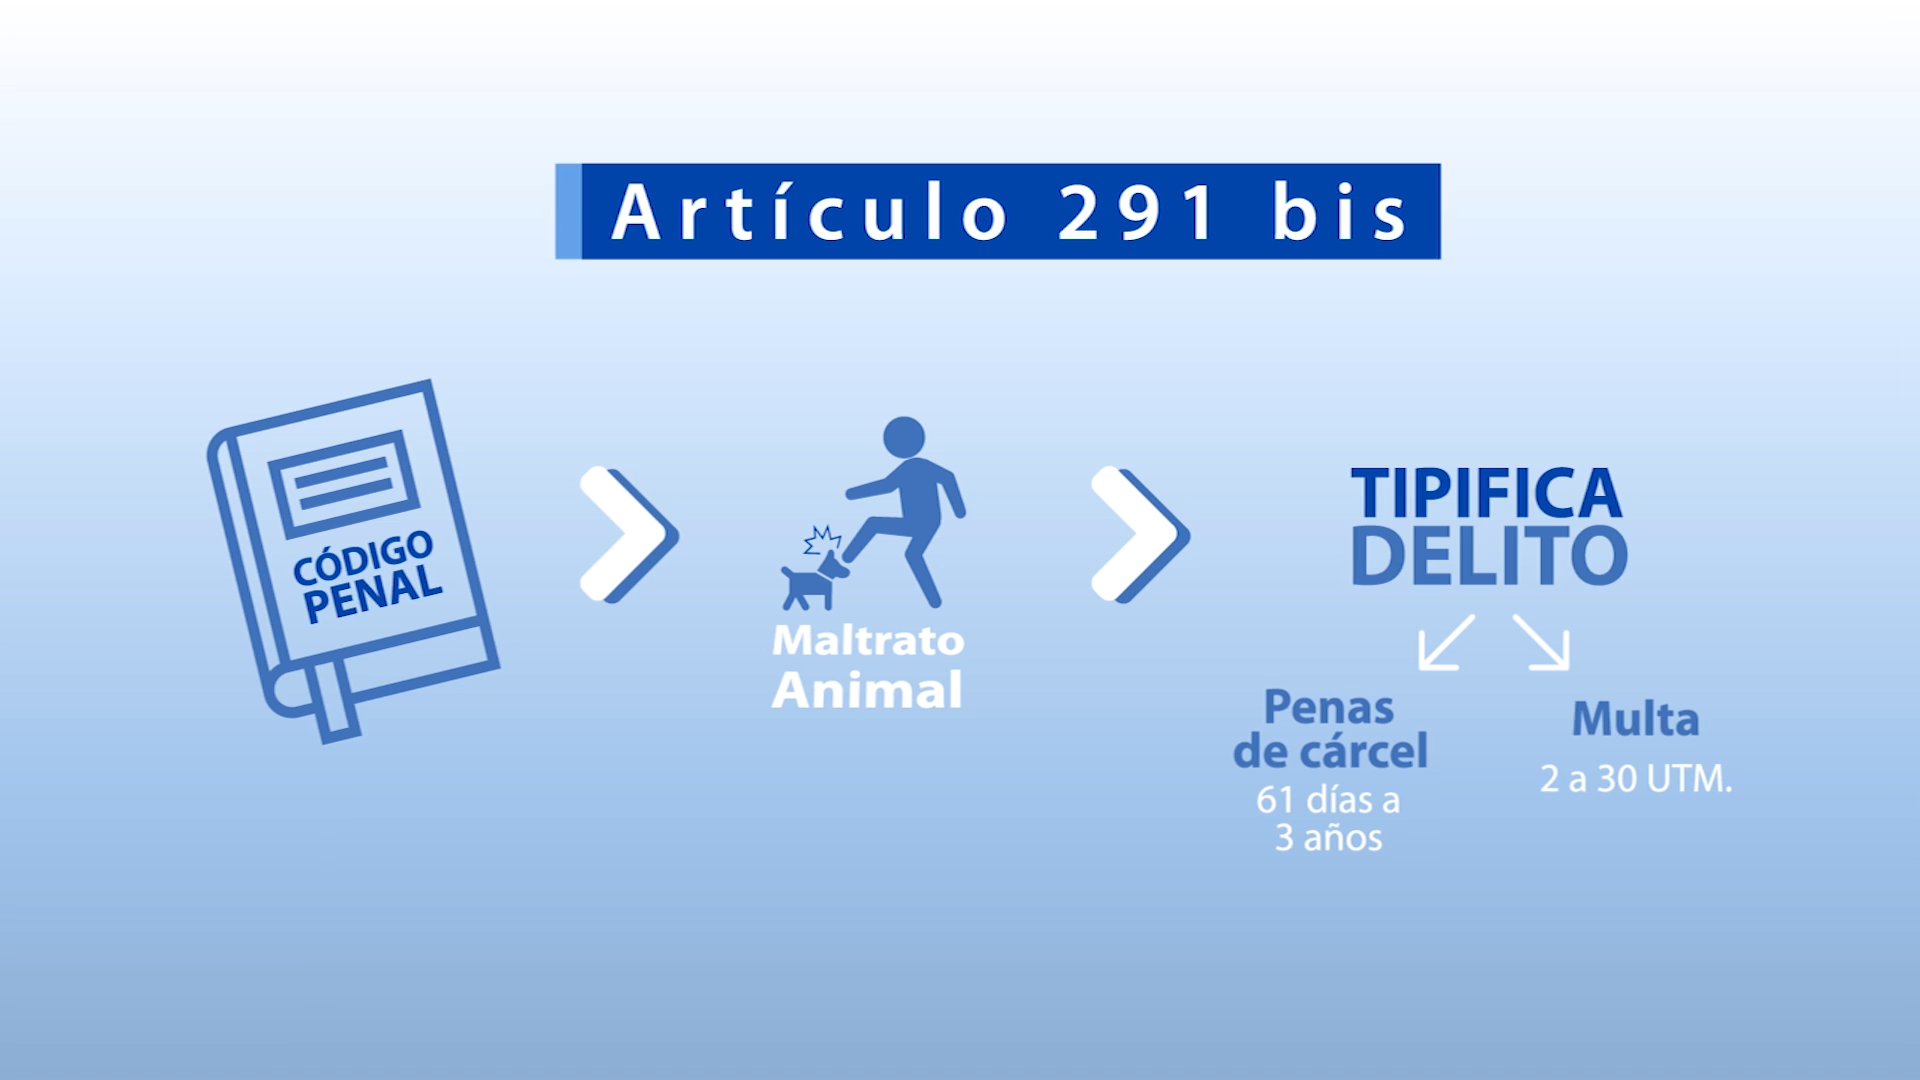 Artículo 291 bis
CÓDIGO
PENAL
Maltrato
Animal
TIPIFICA
DELITO
Penas
de cárcel
61 días a
3 años
Multa
2 a 30 UTM.